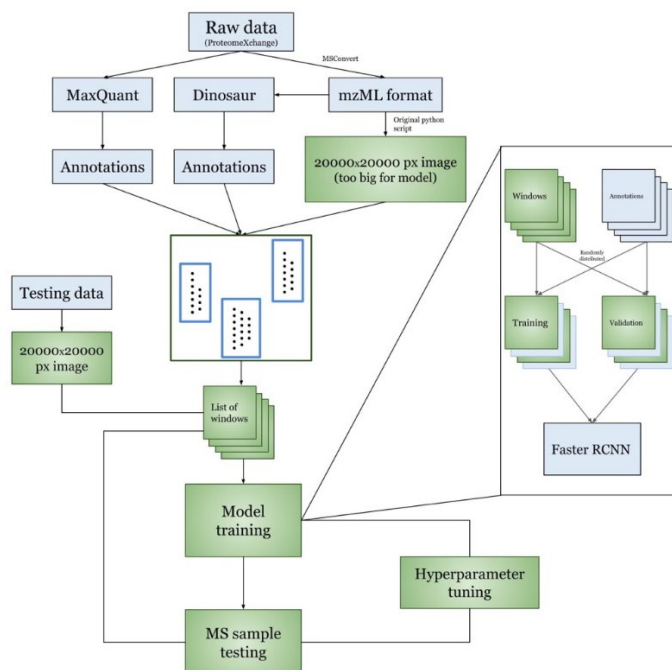 Raw data
(ProteomeXchange)
MSConvert
MaxQuant
Dinosaur
mzML format
Original python
script
Annotations
Annotations
20000x20000 px image
(too big for model)
Windows
Annotations
Randomly
distributed
Training
Validation
Faster RCNN
Testing data
20000x20000
px image
List of
windows
Model
training
Hyperparameter
tuning
MS sample
testing